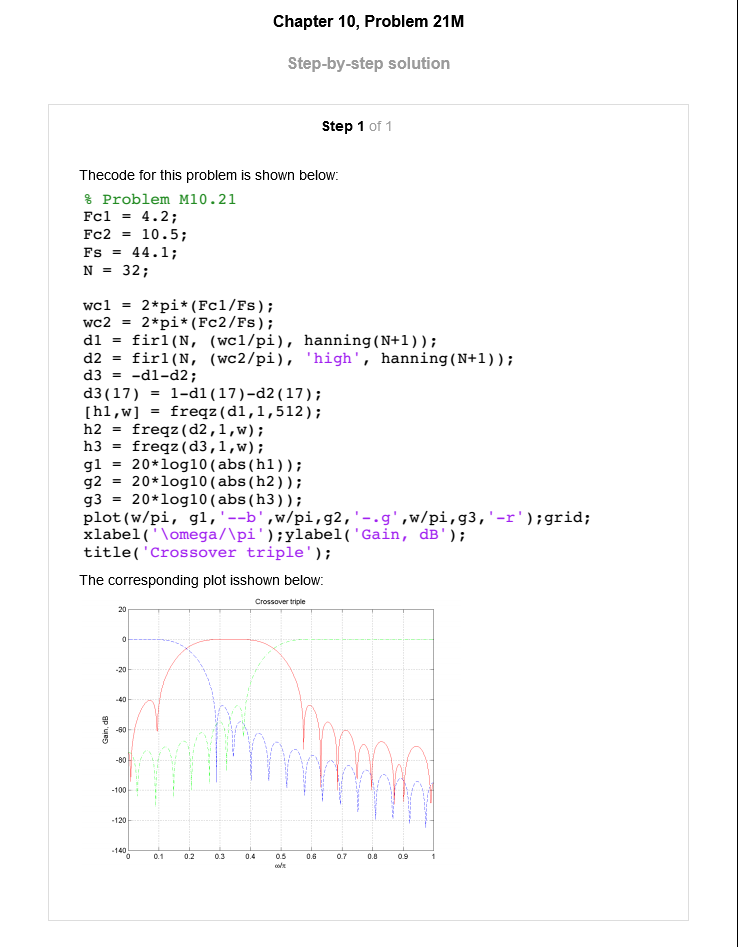 Chapter 10, Problem 21M
Step-by-step solution
Step 1 of 1
Thecode for this problem is shown below:
% Problem M10.21
Fc1 = 4.2;
Fc2 = 10.5;
Fs = 44.1;
N = 32;
wc1 = 2*pi*(Fc1/Fs);
wc2 = 2*pi*(Fc2/Fs);
d1 = fir1(N, (wc1/pi), hanning(N+1));
d2 = fir1(N, (wc2/pi), 'high', hanning(N+1));
d3 = -d1-d2;
d3(17) = 1-d1(17)-d2(17);
[h1,w] = freqz(d1,1,512);
h2 = freqz(d2,1,w);
h3 = freqz(d3,1,w);
g1 = 20*log10(abs(h1));
g2 = 20*log10(abs(h2));
g3 = 20*log10(abs(h3));
plot(w/pi, g1,'--b',w/pi,g2,'-.g',w/pi,g3,'-r');grid;
xlabel('\omega/\pi');ylabel('Gain, dB');
title('Crossover triple');
The corresponding plot isshown below:
Crossover triple
20
0
-20
-40
-60
-80
-100
-120
-140
Gain, dB
0 0.1 0.2 0.3 0.4 0.5 0.6 0.7 0.8 0.9 1
ω/π